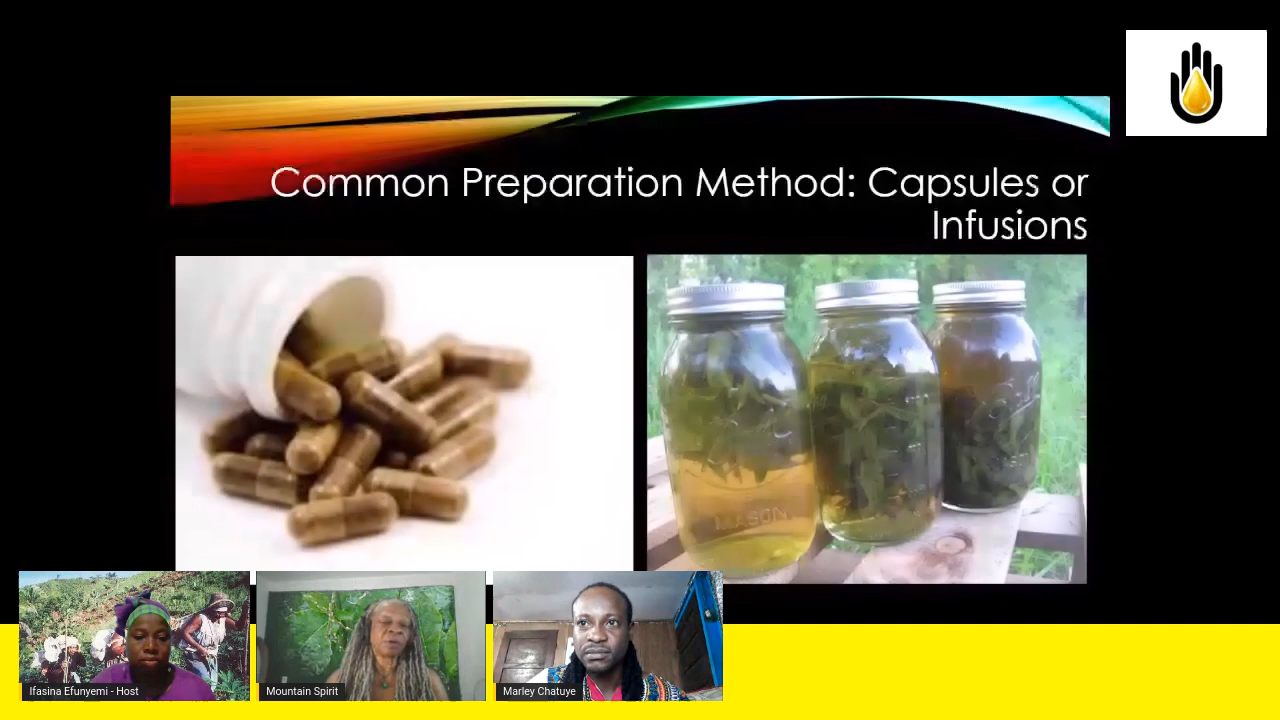 Common Preparation Method: Capsules or
Infusions
MASON
Ifasina Efunyemi - Host
Mountain Spirit
Marley Chatuye